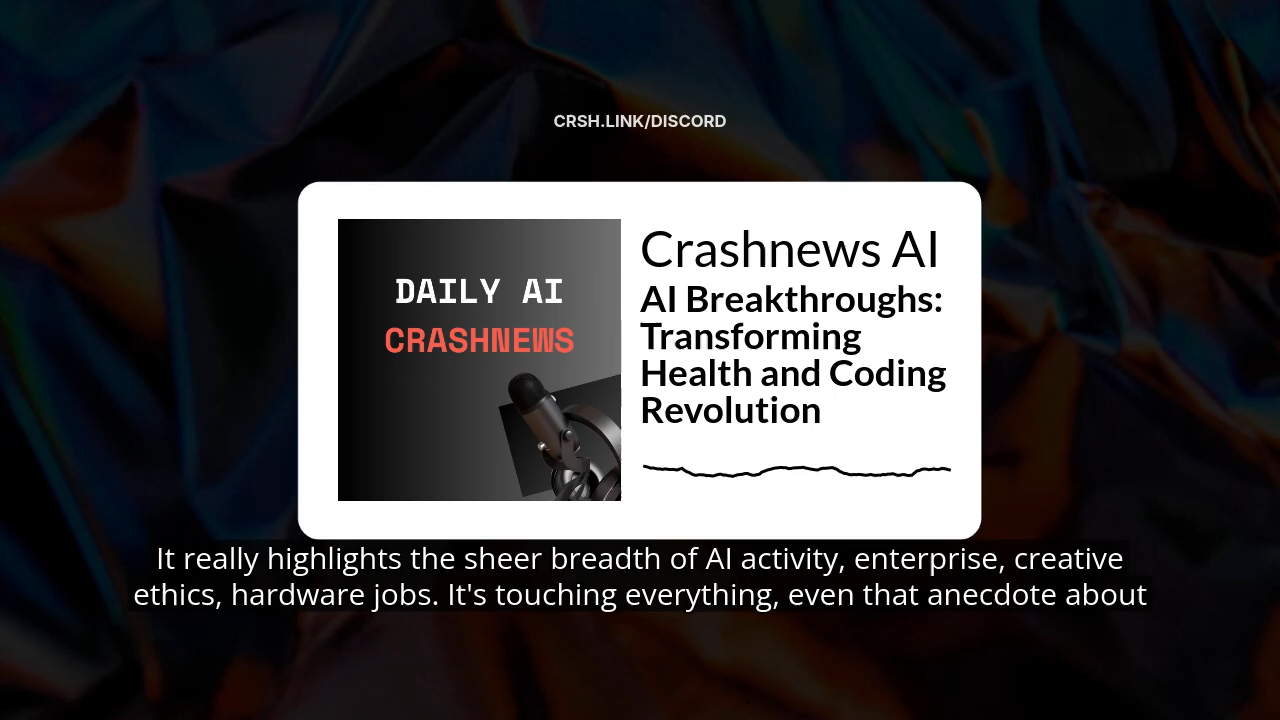 CRSH.LINK/DISCORD
DAILY AI
CRASHNEWS
Crashnews AI
AI Breakthroughs:
Transforming
Health and Coding
Revolution
It really highlights the sheer breadth of AI activity, enterprise, creative
ethics, hardware jobs. It's touching everything, even that anecdote about